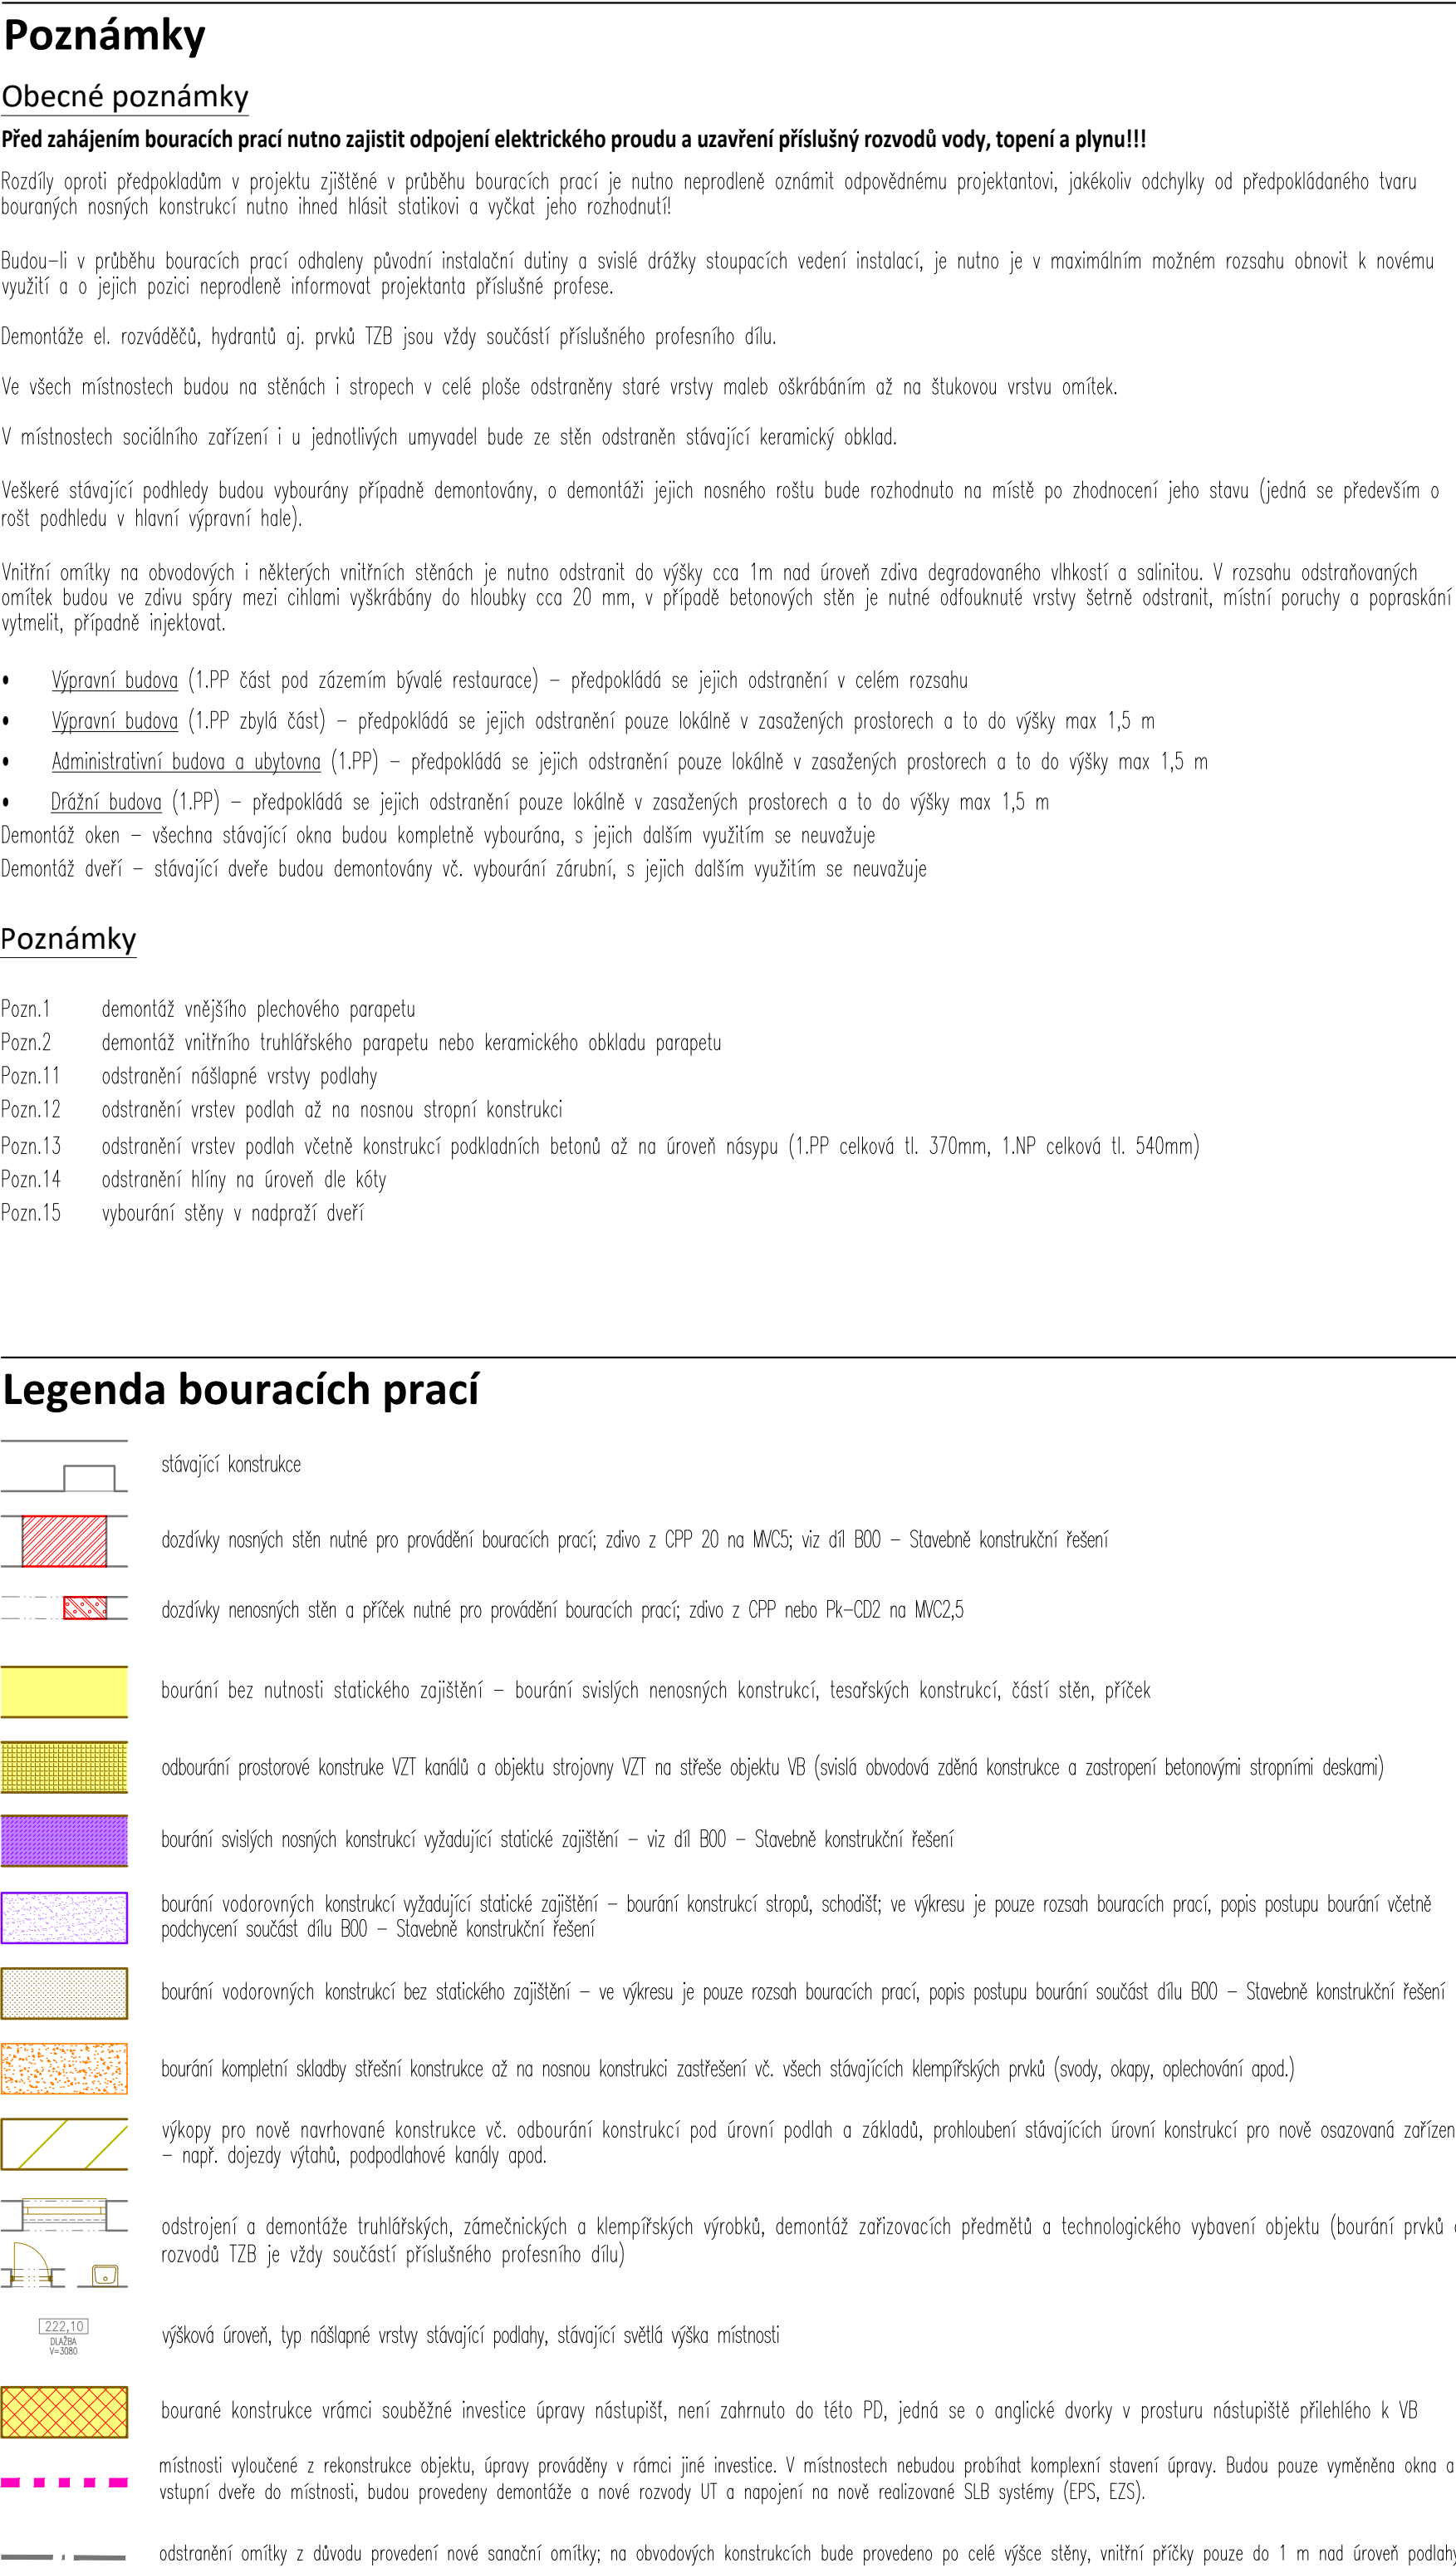 Poznámky
Obecné poznámky
Před zahájením bouracích prací nutno zajistit odpojení elektrického proudu a uzavření příslušný rozvodů vody, topení a plynu!!!
Rozdíly oproti předpokladům v projektu zjištěné v průběhu bouracích prací je nutno neprodleně oznámit odpovědnému projektantovi, jakékoliv odchylky od předpokládaného tvaru
bouraných nosných konstrukcí nutno ihned hlásit statikovi a vyčkat jeho rozhodnutí!
Budou-li v průběhu bouracích prací odhaleny původní instalační dutiny a svislé drážky stoupacích vedení instalací, je nutno je v maximálním možném rozsahu obnovit k novému
využití a o jejich pozici neprodleně informovat projektanta příslušné profese.
Demontáže el. rozváděčů, hydrantů aj. prvků TZB jsou vždy součástí příslušného profesního dílu.
Ve všech místnostech budou na stěnách i stropech v celé ploše odstraněny staré vrstvy maleb oškrábáním až na štukovou vrstvu omítek.
V místnostech sociálního zařízení i u jednotlivých umyvadel bude ze stěn odstraněn stávající keramický obklad.
Veškeré stávající podhledy budou vybourány případně demontovány, o demontáži jejich nosného roštu bude rozhodnuto na místě po zhodnocení jeho stavu (jedná se především o
rošt podhledu v hlavní výpravní hale).
Vnitřní omítky na obvodových i některých vnitřních stěnách je nutno odstranit do výšky cca 1m nad úroveň zdiva degradovaného vlhkostí a salinitou. V rozsahu odstraňovaných
omítek budou ve zdivu spáry mezi cihlami vyškrábány do hloubky cca 20 mm, v případě betonových stěn je nutné odfouknuté vrstvy šetrně odstranit, místní poruchy a popraskání
vytmelit, případně injektovat.
• Výpravní budova (1.PP část pod zázemím bývalé restaurace) – předpokládá se jejich odstranění v celém rozsahu
• Výpravní budova (1.PP zbylá část) – předpokládá se jejich odstranění pouze lokálně v zasažených prostorech a to do výšky max 1,5 m
• Administrativní budova a ubytovna (1.PP) – předpokládá se jejich odstranění pouze lokálně v zasažených prostorech a to do výšky max 1,5 m
• Drážní budova (1.PP) – předpokládá se jejich odstranění pouze lokálně v zasažených prostorech a to do výšky max 1,5 m
Demontáž oken – všechna stávající okna budou kompletně vybourána, s jejich dalším využitím se neuvažuje
Demontáž dveří – stávající dveře budou demontovány vč. vybourání zárubní, s jejich dalším využitím se neuvažuje
Poznámky
Pozn.1 demontáž vnějšího plechového parapetu
Pozn.2 demontáž vnitřního truhlářského parapetu nebo keramického obkladu parapetu
Pozn.11 odstranění nášlapné vrstvy podlahy
Pozn.12 odstranění vrstev podlah až na nosnou stropní konstrukci
Pozn.13 odstranění vrstev podlah včetně konstrukcí podkladních betonů až na úroveň násypu (1.PP celková tl. 370mm, 1.NP celková tl. 540mm)
Pozn.14 odstranění hlíny na úroveň dle kóty
Pozn.15 vybourání stěny v nadpraží dveří
Legenda bouracích prací
stávající konstrukce
dozdívky nosných stěn nutné pro provádění bouracích prací; zdivo z CPP 20 na MVC5; viz díl B00 – Stavebně konstrukční řešení
dozdívky nenosných stěn a příček nutné pro provádění bouracích prací; zdivo z CPP nebo Pk-CD2 na MVC2,5
bourání bez nutnosti statického zajištění – bourání svislých nenosných konstrukcí, tesařských konstrukcí, částí stěn, příček
odbourání prostorové konstruke VZT kanálů a objektu strojovny VZT na střeše objektu VB (svislá obvodová zděná konstrukce a zastropení betonovými stropními deskami)
bourání svislých nosných konstrukcí vyžadující statické zajištění – viz díl B00 – Stavebně konstrukční řešení
bourání vodorovných konstrukcí vyžadující statické zajištění – bourání konstrukcí stropů, schodišť; ve výkresu je pouze rozsah bouracích prací, popis postupu bourání včetně
podchycení součást dílu B00 – Stavebně konstrukční řešení
bourání vodorovných konstrukcí bez statického zajištění – ve výkresu je pouze rozsah bouracích prací, popis postupu bourání součást dílu B00 – Stavebně konstrukční řešení
bourání kompletní skladby střešní konstrukce až na nosnou konstrukci zastřešení vč. všech stávajících klempířských prvků (svody, okapy, oplechování apod.)
výkopy pro nově navrhované konstrukce vč. odbourání konstrukcí pod úrovní podlah a základů, prohloubení stávajících úrovní konstrukcí pro nově osazovaná zařízen
– např. dojezdy výtahů, podpodlahové kanály apod.
odstrojení a demontáže truhlářských, zámečnických a klempířských výrobků, demontáž zařizovacích předmětů a technologického vybavení objektu (bourání prvků
rozvodů TZB je vždy součástí příslušného profesního dílu)
222,10
DLAŽBA
V=3080
výšková úroveň, typ nášlapné vrstvy stávající podlahy, stávající světlá výška místnosti
bourané konstrukce vrámci souběžné investice úpravy nástupišť, není zahrnuto do této PD, jedná se o anglické dvorky v prosturu nástupiště přilehlého k VB
místnosti vyloučené z rekonstrukce objektu, úpravy prováděny v rámci jiné investice. V místnostech nebudou probíhat komplexní stavení úpravy. Budou pouze vyměněna okna a
vstupní dveře do místnosti, budou provedeny demontáže a nové rozvody UT a napojení na nově realizované SLB systémy (EPS, EZS).
odstranění omítky z důvodu provedení nové sanační omítky; na obvodových konstrukcích bude provedeno po celé výšce stěny, vnitřní příčky pouze do 1 m nad úroveň podlahy